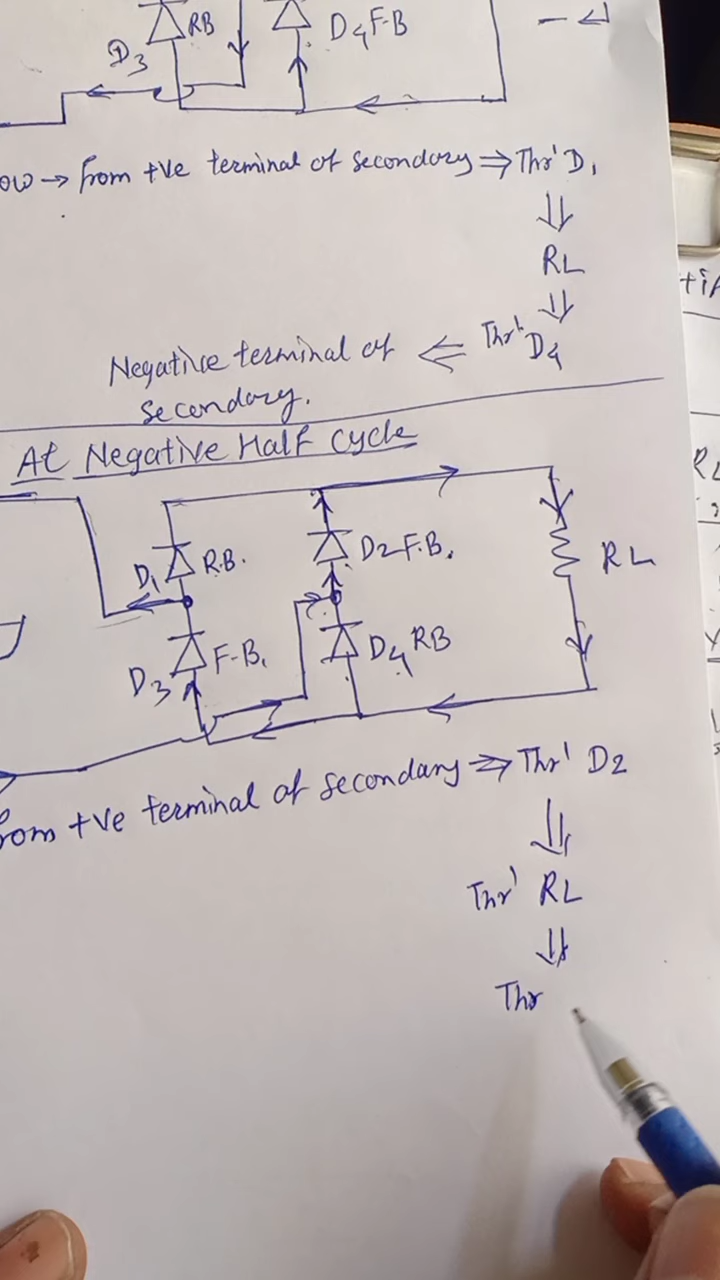 RB
D3
D4 F-B
ow → from +ve terminal of secondary ⇒ Thr' D1
⇓
RL
⇓
Thr' D4
⇐ Negative terminal of
secondary.
At Negative Half Cycle
D1 R.B.
D2 F.B.
RL
D3 F-B.
D4 RB
rom +ve terminal of secondary ⇒ Thr' D2
⇓
Thr' RL
⇓
Thr